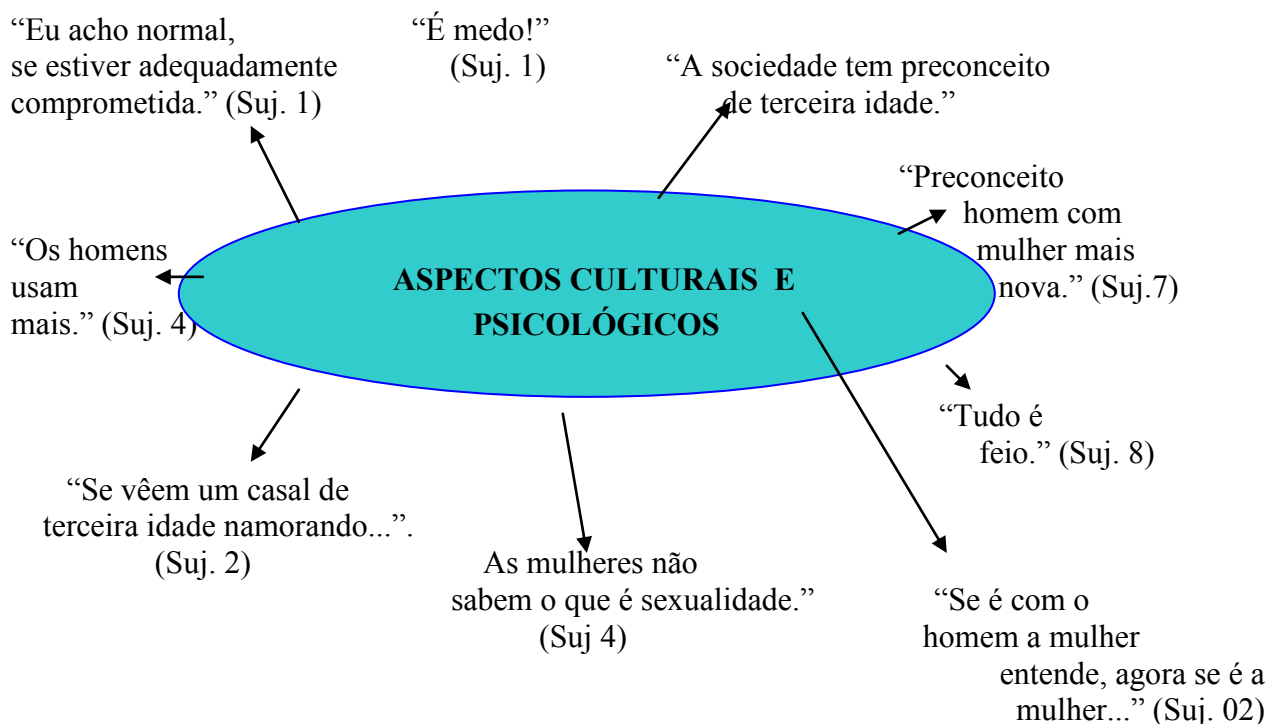 “Eu acho normal,
se estiver adequadamente
comprometida.” (Suj. 1)
“É medo!”
(Suj. 1)
“A sociedade tem preconceito
de terceira idade.”
“Preconceito
homem com
mulher mais
nova.” (Suj.7)
“Os homens
usam
mais.” (Suj. 4)
ASPECTOS CULTURAIS E
PSICOLÓGICOS
“Tudo é
feio.” (Suj. 8)
“Se vêem um casal de
terceira idade namorando...”.
(Suj. 2)
As mulheres não
sabem o que é sexualidade.”
(Suj 4)
“Se é com o
homem a mulher
entende, agora se é a
mulher...” (Suj. 02)